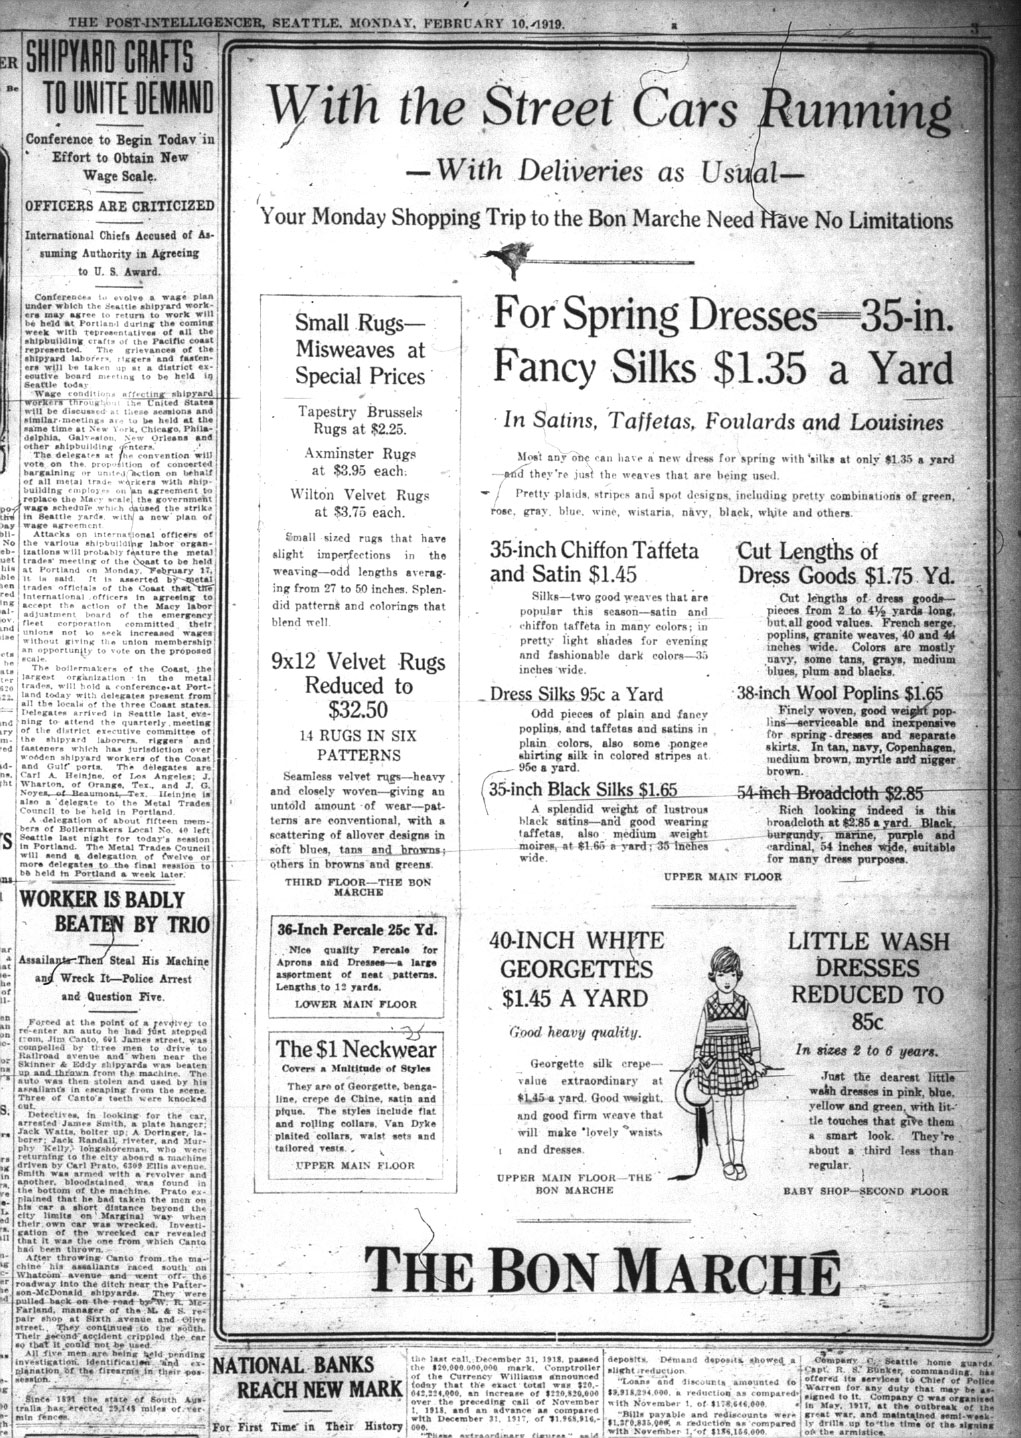 THE POST-INTELLIGENCER, SEATTLE, MONDAY, FEBRUARY 10, 1919.
3
SHIPYARD CRAFTS
TO UNITE DEMAND
Conference to Begin Today in
Effort to Obtain New
Wage Scale.
OFFICERS ARE CRITICIZED
International Chiefs Accused of As-
suming Authority in Agreeing
to U. S. Award.
Conferences to evolve a wage plan
under which the Seattle shipyard work-
ers may agree to return to work will
be held at Portland during the coming
week with representatives of all the
shipbuilding crafts of the Pacific coast
represented. The grievances of the
shipyard laborers, riggers and fasten-
ers will be taken up at a district ex-
ecutive board meeting to be held in
Seattle today.
Wage conditions affecting shipyard
workers throughout the United States
will be discussed at these sessions and
similar meetings are to be held at the
same time at New York, Chicago, Phila-
delphia, Galveston, New Orleans and
other shipbuilding centers.
The delegates at the convention will
vote on the proposition of concerted
bargaining or united action on behalf
of all metal trade workers with ship-
building employes on an agreement to
replace the Macy scale, the government
wage schedule which caused the strike
in Seattle yards, with a new plan of
wage agreement.
Attacks on international officers of
the various shipbuilding labor organ-
izations will probably feature the metal
trades' meeting of the Coast to be held
at Portland on Monday, February 17,
it is said. It is asserted by metal
trades officials of the Coast that the
International officers in agreeing to
accept the action of the Macy labor
adjustment board of the emergency
fleet corporation committed their
unions not to seek increased wages
without giving the union membership
an opportunity to vote on the proposed
scale.
The boilermakers of the Coast, the
largest organization in the metal
trades, will hold a conference at Port-
land today with delegates present from
all the locals of the three Coast states.
Delegates arrived in Seattle last eve-
ning to attend the quarterly meeting
of the district executive committee of
the shipyard laborers, riggers and
fasteners which has jurisdiction over
wooden shipyard workers of the Coast
and Gulf ports. The delegates are
Carl A. Heinjne, of Los Angeles; J.
Wharton, of Orange, Tex., and J. G.
Noyes, of Beaumont, Tex. Heinjne is
also a delegate to the Metal Trades
Council to be held in Portland.
A delegation of about fifteen mem-
bers of Boilermakers Local No. 40 left
Seattle last night for today's session
in Portland. The Metal Trades Council
will send a delegation of twelve or
more delegates to the final session to
be held in Portland a week later.
WORKER IS BADLY
BEATEN BY TRIO
Assailants Then Steal His Machine
and Wreck It—Police Arrest
and Question Five.
Forced at the point of a revolver to
re-enter an auto he had just stepped
from, Jim Canto, 601 James street, was
compelled by three men to drive to
Railroad avenue and when near the
Skinner & Eddy shipyards was beaten
up and thrown from the machine. The
auto was then stolen and used by his
assailants in escaping from the scene.
Three of Canto's teeth were knocked
out.
Detectives, in looking for the car,
arrested James Smith, a plate hanger;
Jack Watts, bolter up; A Deringer, la-
borer; Jack Randall, riveter, and Mur-
phy Kelly, longshoreman, who were
returning to the city aboard a machine
driven by Carl Prato, 6309 Ellis avenue.
Smith was armed with a revolver and
another, bloodstained, was found in
the bottom of the machine. Prato ex-
plained that he had taken the men on
his car a short distance beyond the
city limits on Marginal way when
their own car was wrecked. Investi-
gation of the wrecked car revealed
that it was the one from which Canto
had been thrown.
After throwing Canto from the ma-
chine his assailants raced south on
Whatcom avenue and went off the
roadway into the ditch near the Patter-
son-McDonald shipyards. They were
pulled back on the road by W. R. Mc-
Farland, manager of the M. & S. re-
pair shop at Sixth avenue and Olive
street. They continued to the south.
Their second accident crippled the car
so that it could not be used.
All five men are being held pending
investigation, identification and ex-
planation of the firearms in their pos-
session.
Since 1891 the state of South Aus-
tralia has erected 29,148 miles of ver-
min fences.
With the Street Cars Running
—With Deliveries as Usual—
Your Monday Shopping Trip to the Bon Marche Need Have No Limitations
Small Rugs—
Misweaves at
Special Prices
Tapestry Brussels
Rugs at $2.25.
Axminster Rugs
at $3.95 each.
Wilton Velvet Rugs
at $3.75 each.
Small sized rugs that have
slight imperfections in the
weaving—odd lengths averag-
ing from 27 to 50 inches. Splen-
did patterns and colorings that
blend well.
9x12 Velvet Rugs
Reduced to
$32.50
14 RUGS IN SIX
PATTERNS
Seamless velvet rugs—heavy
and closely woven—giving an
untold amount of wear—pat-
terns are conventional, with a
scattering of allover designs in
soft blues, tans and browns;
others in browns and greens.
THIRD FLOOR—THE BON
MARCHE
36-Inch Percale 25c Yd.
Nice quality Percale for
Aprons and Dresses—a large
assortment of neat patterns.
Lengths to 12 yards.
LOWER MAIN FLOOR
The $1 Neckwear
Covers a Multitude of Styles
They are of Georgette, benga-
line, crepe de Chine, satin and
pique. The styles include flat
and rolling collars, Van Dyke
plaited collars, waist sets and
tailored vests.
UPPER MAIN FLOOR
For Spring Dresses—35-in.
Fancy Silks $1.35 a Yard
In Satins, Taffetas, Foulards and Louisines
Most any one can have a new dress for spring with silks at only $1.35 a yard
—and they're just the weaves that are being used.
Pretty plaids, stripes and spot designs, including pretty combinations of green,
rose, gray, blue, wine, wistaria, navy, black, white and others.
35-inch Chiffon Taffeta
and Satin $1.45
Silks—two good weaves that are
popular this season—satin and
chiffon taffeta in many colors; in
pretty light shades for evening
and fashionable dark colors—35
inches wide.
Dress Silks 95c a Yard
Odd pieces of plain and fancy
poplins, and taffetas and satins in
plain colors, also some pongee
shirting silk in colored stripes at
95c a yard.
35-inch Black Silks $1.65
A splendid weight of lustrous
black satins—and good wearing
taffetas, also medium weight
moires, at $1.65 a yard; 35 inches
wide.
Cut Lengths of
Dress Goods $1.75 Yd.
Cut lengths of dress goods—
pieces from 2 to 4½ yards long,
but all good values. French serge,
poplins, granite weaves, 40 and 44
inches wide. Colors are mostly
navy, some tans, grays, medium
blues, plum and blacks.
38-inch Wool Poplins $1.65
Finely woven, good weight pop-
lins—serviceable and inexpensive
for spring dresses and separate
skirts. In tan, navy, Copenhagen,
medium brown, myrtle and nigger
brown.
54-inch Broadcloth $2.85
Rich looking indeed is this
broadcloth at $2.85 a yard. Black,
burgundy, marine, purple and
cardinal, 54 inches wide, suitable
for many dress purposes.
UPPER MAIN FLOOR
40-INCH WHITE
GEORGETTES
$1.45 A YARD
Good heavy quality.
Georgette silk crepe—
value extraordinary at
$1.45 a yard. Good weight,
and good firm weave that
will make lovely waists
and dresses.
UPPER MAIN FLOOR—THE
BON MARCHE
LITTLE WASH
DRESSES
REDUCED TO
85c
In sizes 2 to 6 years.
Just the dearest little
wash dresses in pink, blue,
yellow and green, with lit-
tle touches that give them
a smart look. They're
about a third less than
regular.
BABY SHOP—SECOND FLOOR
THE BON MARCHÉ
NATIONAL BANKS
REACH NEW MARK
For First Time in Their History
the last call, December 31, 1918, passed
the $20,000,000,000 mark. Comptroller
of the Currency Williams announced
today that the exact total was $20,-
042,224,000, an increase of $220,820,000
over the preceding call of November
1, 1918, and an advance as compared
with December 31, 1917, of $1,968,916,-
000.
"These extraordinary figures" said
deposits. Demand deposits showed a
slight reduction.
"Loans and discounts amounted to
$9,918,294,000, a reduction as compared
with November 1, of $178,646,000.
"Bills payable and rediscounts were
a reduction as compared
with November 1, of $156,156,000.
Company C, Seattle home guards,
Capt. R. S. Bunker, commanding, has
offered its services to Chief of Police
Warren for any duty that may be as-
signed to it. Company C was organized
in May, 1917, at the outbreak of the
great war, and maintained semi-week-
ly drills up to the time of the signing
of the armistice.